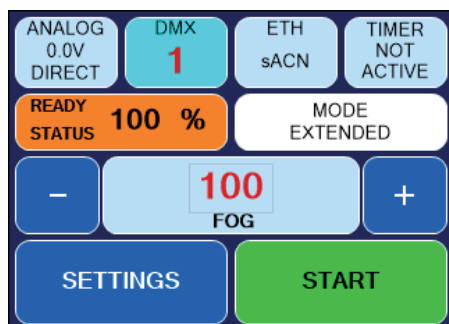 ANALOG
0.0V
DIRECT
DMX
1
ETH
sACN
TIMER
NOT
ACTIVE
READY
STATUS
100 %
MODE
EXTENDED
-
100
FOG
+
SETTINGS
START